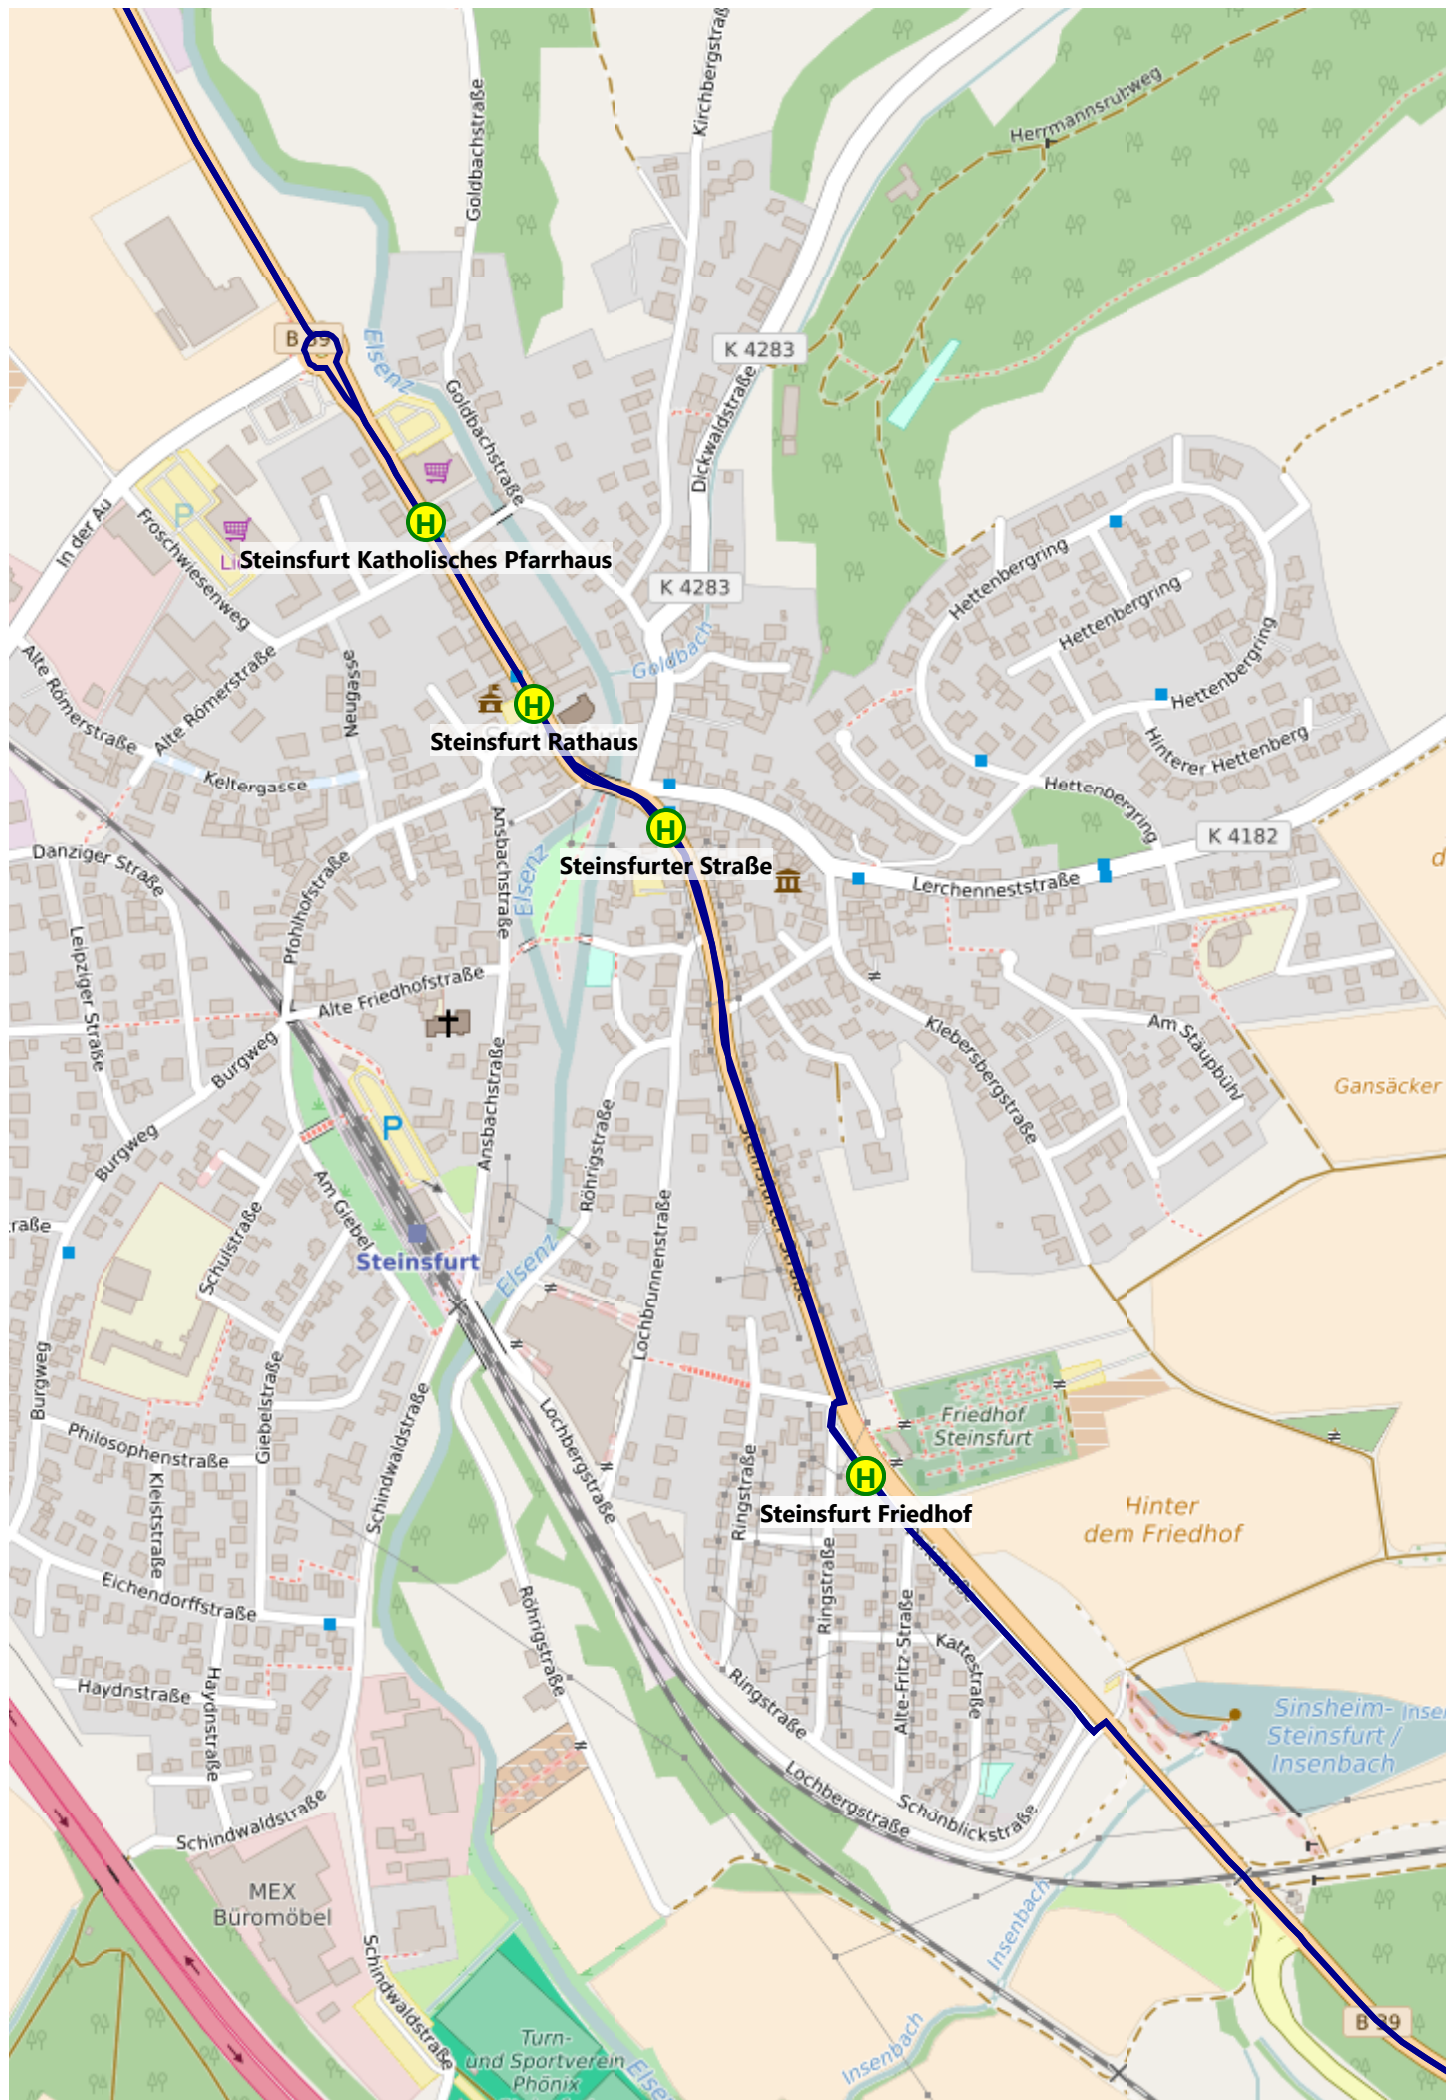 Kirchbergstraß
Goldbachstraße
Herrmannsruhweg
B 39
Elsenz
K 4283
Goldbachstraße
Dickwaldstraße
In der Au
P
Froschwiesenweg
H
Steinsfurt Katholisches Pfarrhaus
K 4283
Hettenbergring
Hettenbergring
Hettenbergring
Goldbach
Alte Römerstraße
Alte Römerstraße
Neugasse
H
Steinsfurt Rathaus
Hinterer Hettenberg
Keltergasse
Hettenbergring
Ansbachstraße
H
Steinsfurter Straße
K 4182
Danziger Straße
Pfohlhofstraße
Elsenz
Lerchenneststraße
Leipziger Straße
Alte Friedhofstraße
Klebersbergstraße
Am Stäupbühl
Burgweg
Ansbachstraße
Gansäcker
P
Burgweg
Röhrigstraße
Steinsfurter Straße
Am Giebel
Schulstraße
Lochbrunnenstraße
raße
Steinsfurt
Elsenz
Burgweg
Giebelstraße
Schindwaldstraße
Lochbergstraße
Friedhof
Steinsfurt
Philosophenstraße
Kleiststraße
Ringstraße
H
Steinsfurt Friedhof
Hinter
dem Friedhof
Eichendorffstraße
Röhrigstraße
Ringstraße
Alte-Fritz-Straße
Kattestraße
Haydnstraße
Haydnstraße
Ringstraße
Sinsheim-
Steinsfurt /
Insenbach
Lochbergstraße
Schönblickstraße
Schindwaldstraße
MEX
Büromöbel
Insenbach
Schindwaldstraße
B 39
Turn-
und Sportverein
Phönix
Insenbach